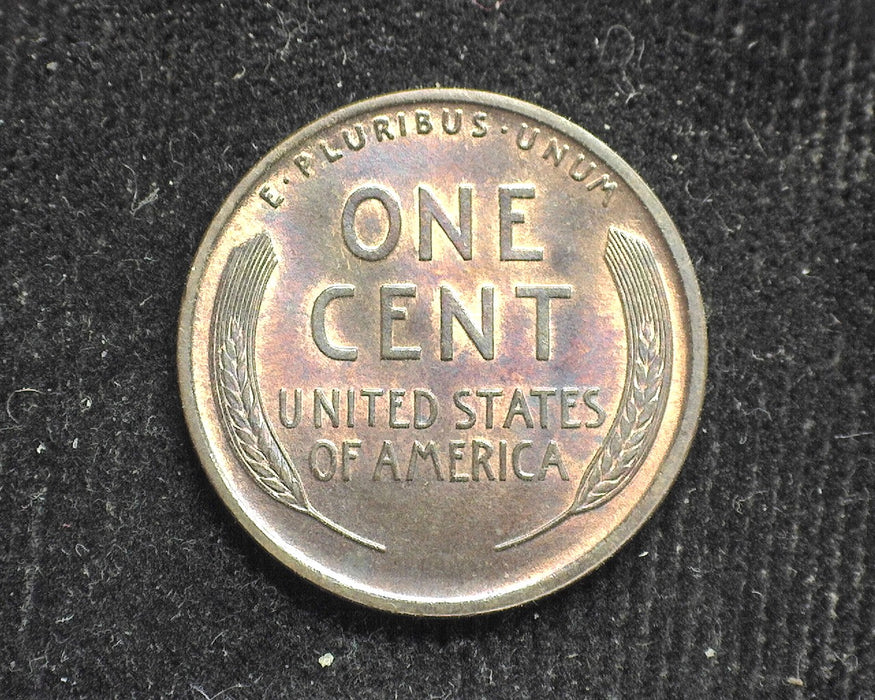 E·PLURIBUS·UNUM
ONE
CENT
UNITED STATES
OF AMERICA